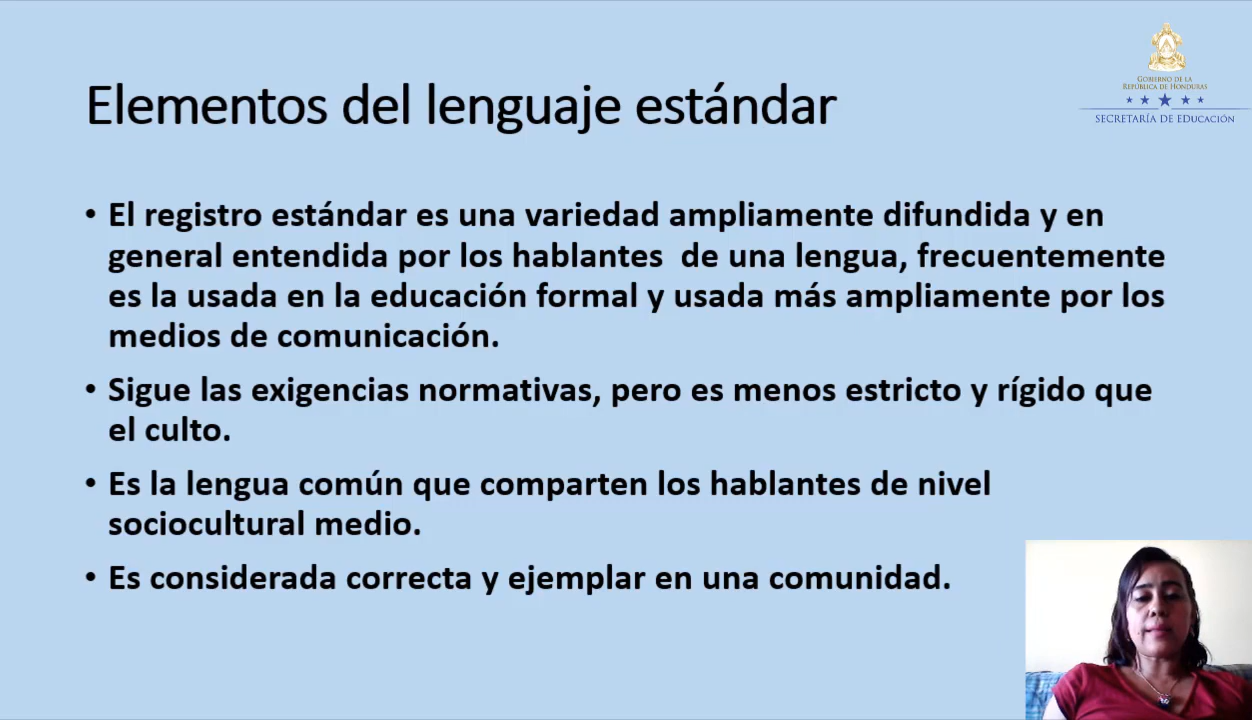 GOBIERNO DE LA
REPÚBLICA DE HONDURAS
SECRETARÍA DE EDUCACIÓN
Elementos del lenguaje estándar
• El registro estándar es una variedad ampliamente difundida y en
general entendida por los hablantes de una lengua, frecuentemente
es la usada en la educación formal y usada más ampliamente por los
medios de comunicación.
• Sigue las exigencias normativas, pero es menos estricto y rígido que
el culto.
• Es la lengua común que comparten los hablantes de nivel
sociocultural medio.
• Es considerada correcta y ejemplar en una comunidad.